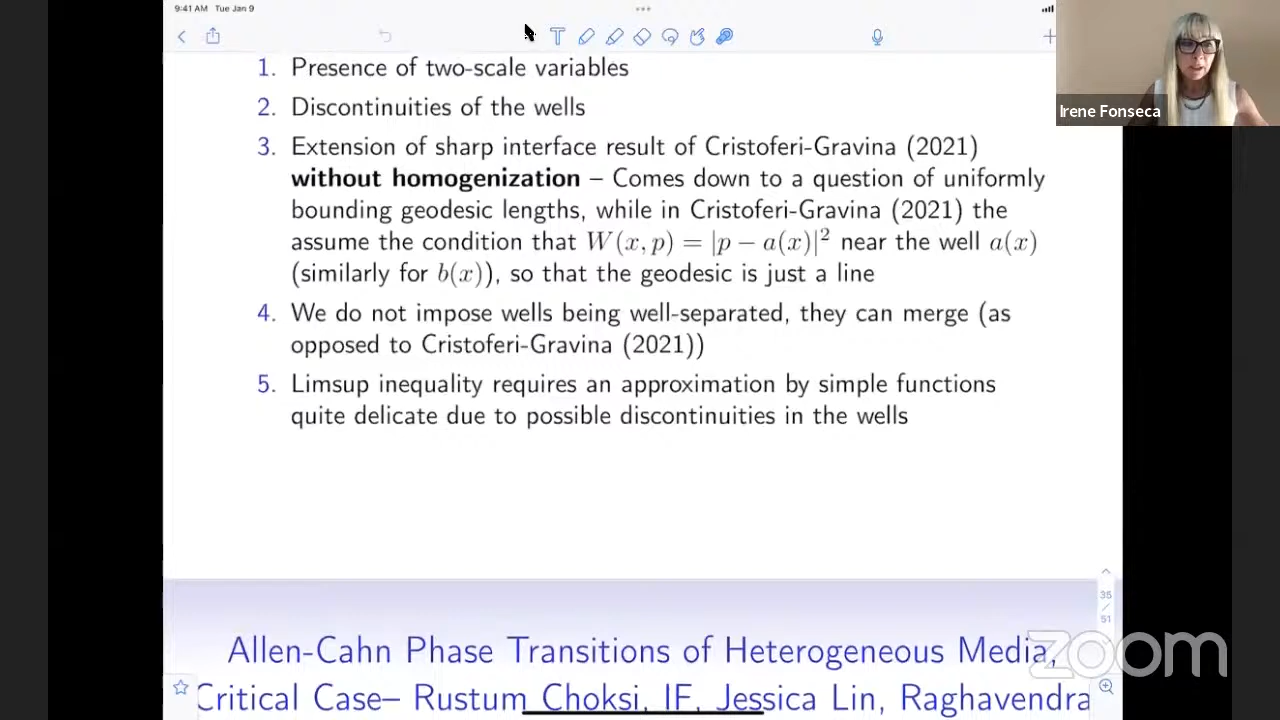 9:41 AM Tue Jan 9
1. Presence of two-scale variables
2. Discontinuities of the wells
3. Extension of sharp interface result of Cristoferi-Gravina (2021)
without homogenization – Comes down to a question of uniformly
bounding geodesic lengths, while in Cristoferi-Gravina (2021) the
assume the condition that W(x, p) = |p − a(x)|² near the well a(x)
(similarly for b(x)), so that the geodesic is just a line
4. We do not impose wells being well-separated, they can merge (as
opposed to Cristoferi-Gravina (2021))
5. Limsup inequality requires an approximation by simple functions
quite delicate due to possible discontinuities in the wells
Allen-Cahn Phase Transitions of Heterogeneous Media,
Critical Case– Rustum Choksi, IF, Jessica Lin, Raghavendra
35
/
51
Irene Fonseca
zoom